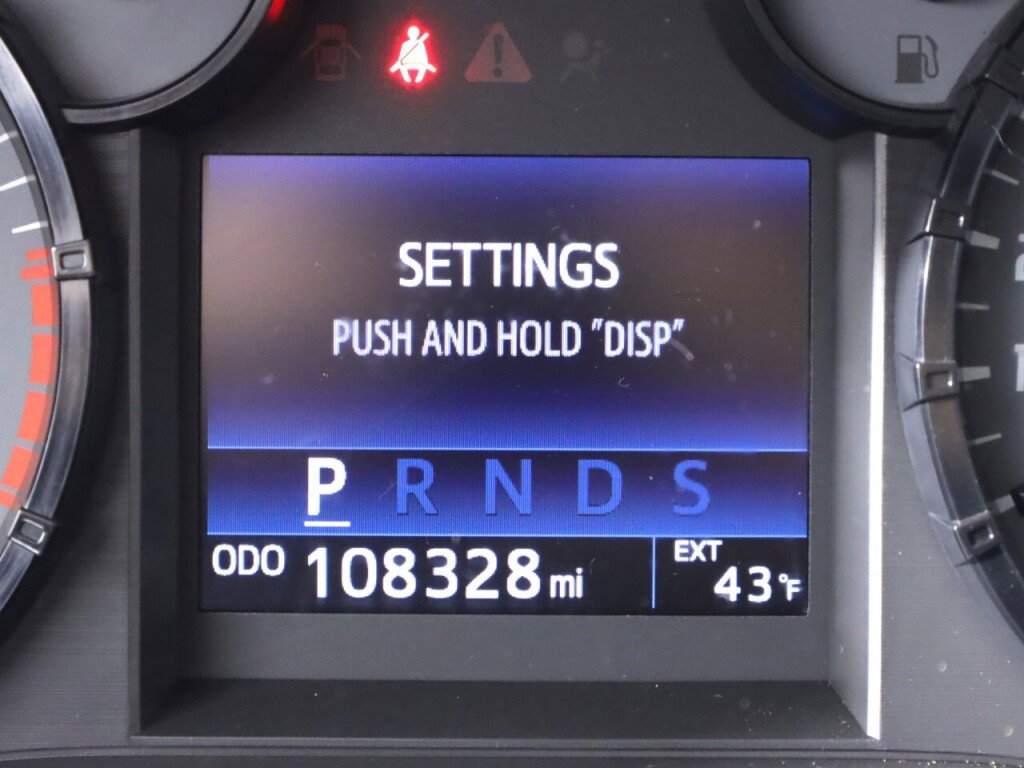 SETTINGS
PUSH AND HOLD "DISP"
P R N D S
ODO 108328 mi
EXT
43°F